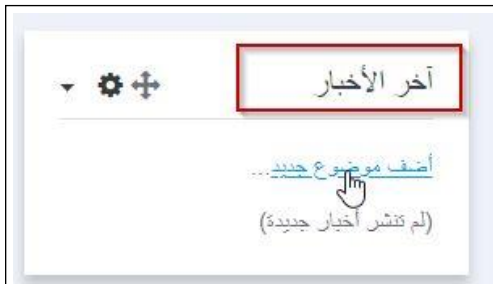 آخر الأخبار
أضف موضوع جديد...
(لم تنشر أخبار جديدة)